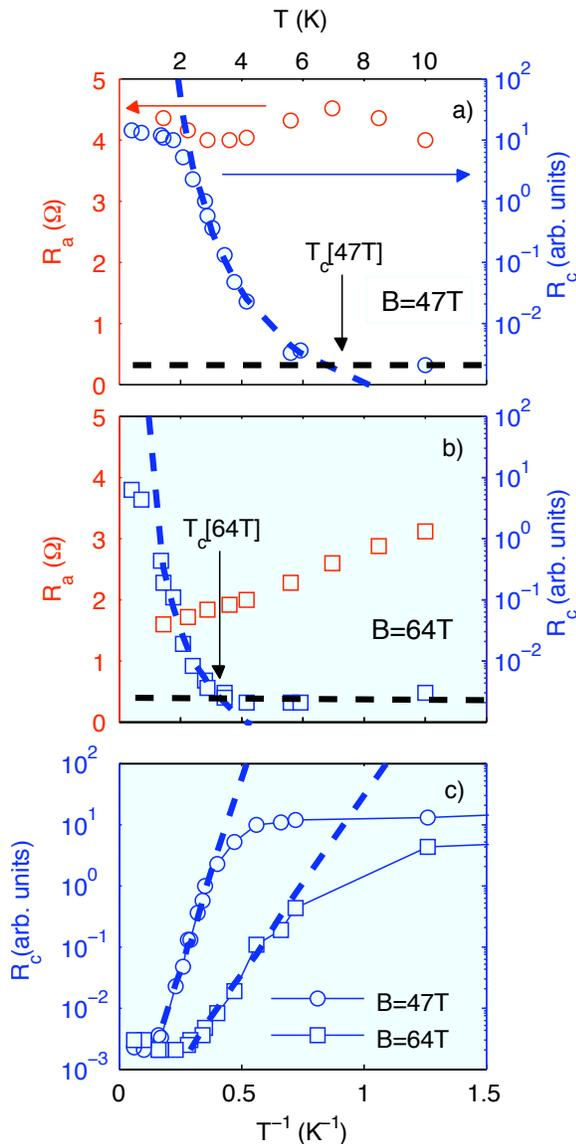 T (K)
2 4 6 8 10
5 4 3 2 1 0
R_a (Ω)
a)
10^2 10^1 10^0 10^-1 10^-2
R_c (arb. units)
T_c[47T]
B=47T
5 4 3 2 1 0
R_a (Ω)
b)
10^2 10^1 10^0 10^-1 10^-2
R_c (arb. units)
T_c[64T]
B=64T
10^2 10^1 10^0 10^-1 10^-2 10^-3
R_c(arb. units)
c)
B=47T
B=64T
0 0.5 1 1.5
T^-1 (K^-1)